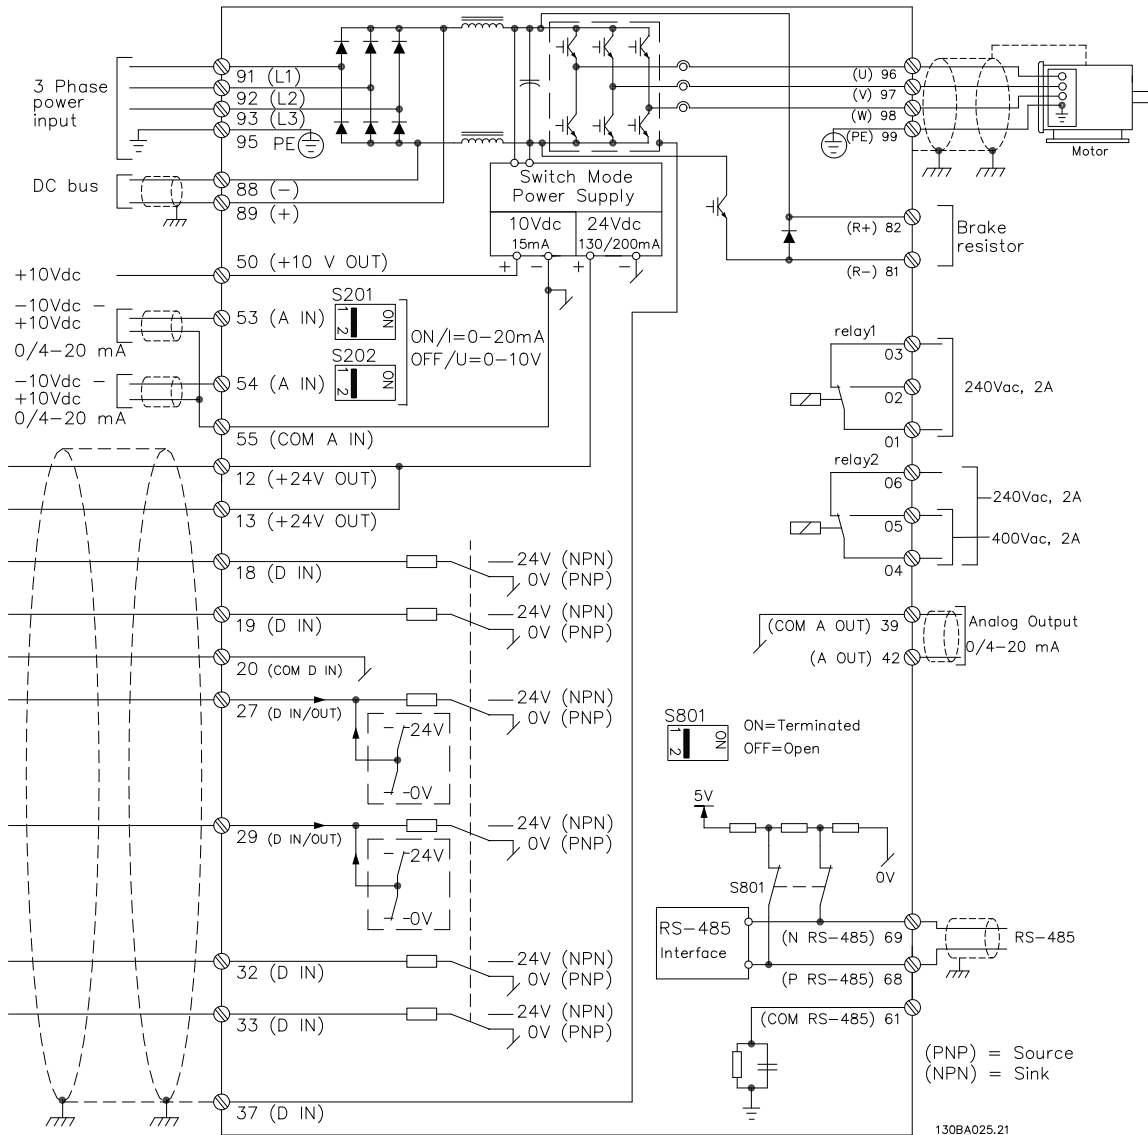 3 Phase
power
input
91 (L1)
92 (L2)
93 (L3)
95 PE
DC bus
88 (-)
89 (+)
Switch Mode
Power Supply
10Vdc
15mA
24Vdc
130/200mA
+ - + -
(U) 96
(V) 97
(W) 98
(PE) 99
Motor
(R+) 82
(R-) 81
Brake
resistor
+10Vdc
50 (+10 V OUT)
-10Vdc -
+10Vdc
0/4-20 mA
53 (A IN)
S201
1 2
ON
ON/I=0-20mA
OFF/U=0-10V
S202
1 2
ON
-10Vdc -
+10Vdc
0/4-20 mA
54 (A IN)
55 (COM A IN)
12 (+24V OUT)
13 (+24V OUT)
relay1
03
02
01
240Vac, 2A
relay2
06
05
04
240Vac, 2A
400Vac, 2A
18 (D IN)
24V (NPN)
0V (PNP)
19 (D IN)
24V (NPN)
0V (PNP)
20 (COM D IN)
27 (D IN/OUT)
24V (NPN)
0V (PNP)
24V
0V
29 (D IN/OUT)
24V (NPN)
0V (PNP)
24V
0V
32 (D IN)
24V (NPN)
0V (PNP)
33 (D IN)
24V (NPN)
0V (PNP)
37 (D IN)
(COM A OUT) 39
(A OUT) 42
Analog Output
0/4-20 mA
S801
1 2
ON
ON=Terminated
OFF=Open
5V
0V
S801
RS-485
Interface
(N RS-485) 69
(P RS-485) 68
RS-485
(COM RS-485) 61
(PNP) = Source
(NPN) = Sink
130BA025.21